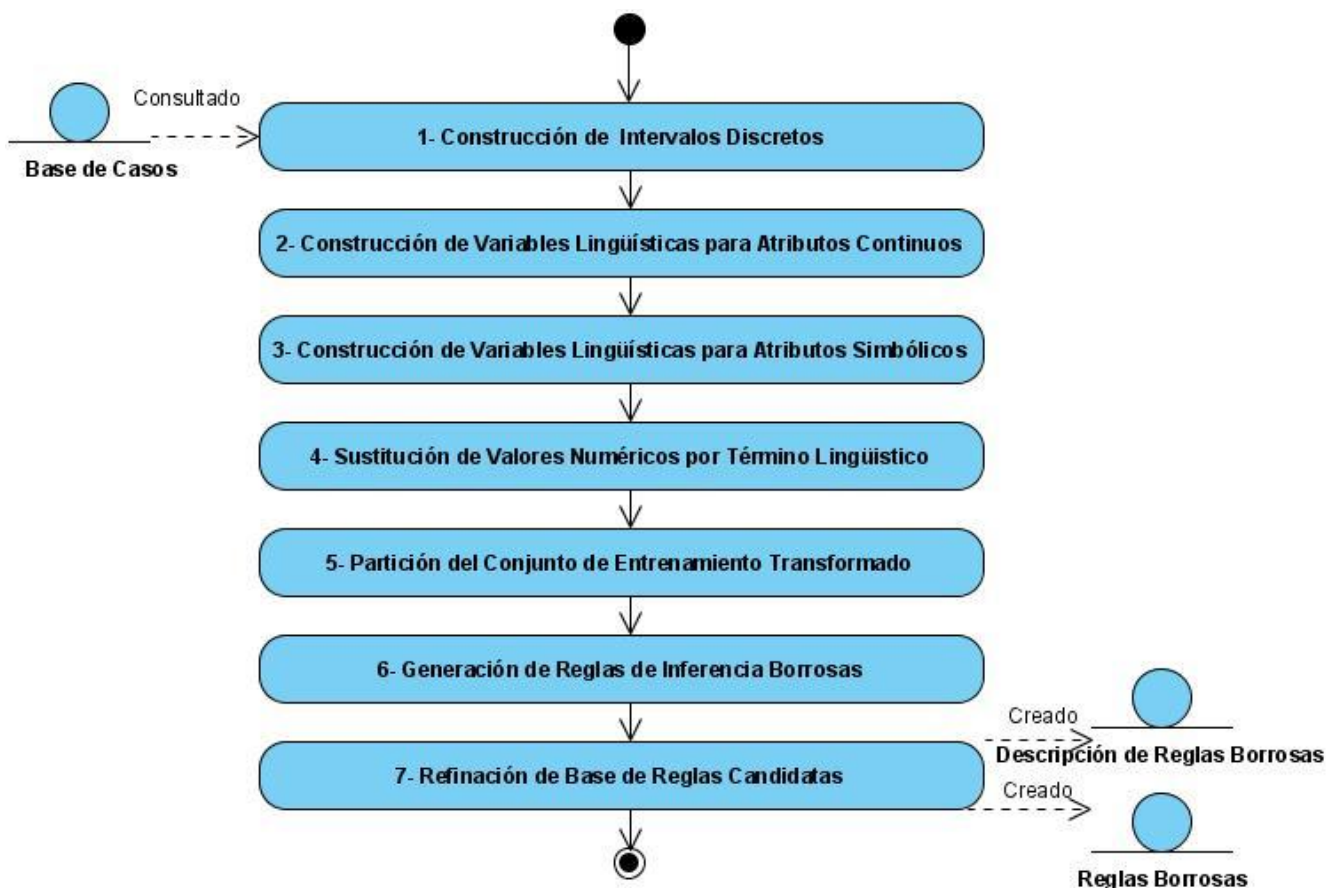 Consultado
Base de Casos
1- Construcción de Intervalos Discretos
2- Construcción de Variables Lingüísticas para Atributos Continuos
3- Construcción de Variables Lingüísticas para Atributos Simbólicos
4- Sustitución de Valores Numéricos por Término Lingüistico
5- Partición del Conjunto de Entrenamiento Transformado
6- Generación de Reglas de Inferencia Borrosas
Creado
Descripción de Reglas Borrosas
7- Refinación de Base de Reglas Candidatas
Creado
Reglas Borrosas